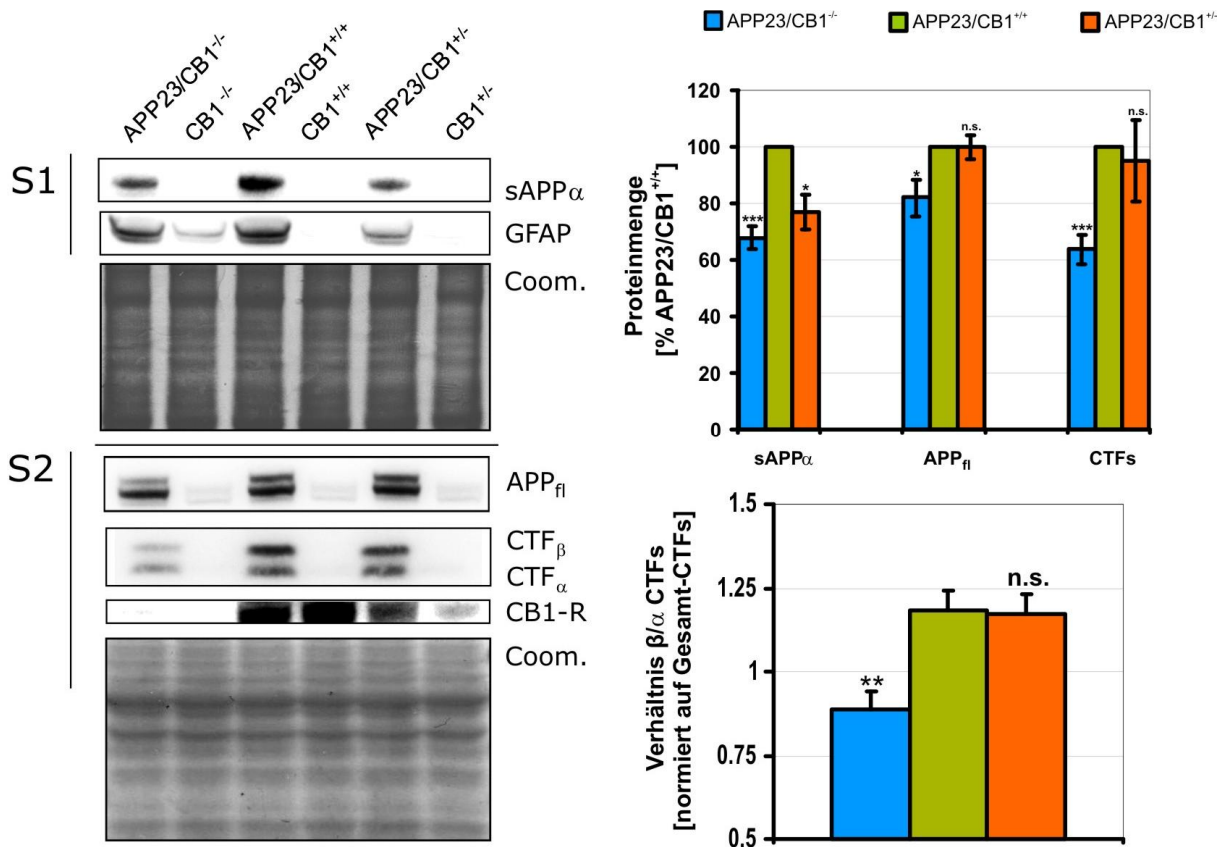 APP23/CB1-/-
CB1-/-
APP23/CB1+/+
CB1+/+
APP23/CB1+/-
CB1+/-
S1
sAPPα
GFAP
Coom.
S2
APPfl
CTFβ
CTFα
CB1-R
Coom.
APP23/CB1-/-
APP23/CB1+/+
APP23/CB1+/-
Proteinmenge
[% APP23/CB1+/+]
120
100
80
60
40
20
0
***
*
*
n.s.
***
n.s.
sAPPα
APPfl
CTFs
Verhältnis β/α CTFs
[normiert auf Gesamt-CTFs]
1.5
1.25
1
0.75
0.5
**
n.s.